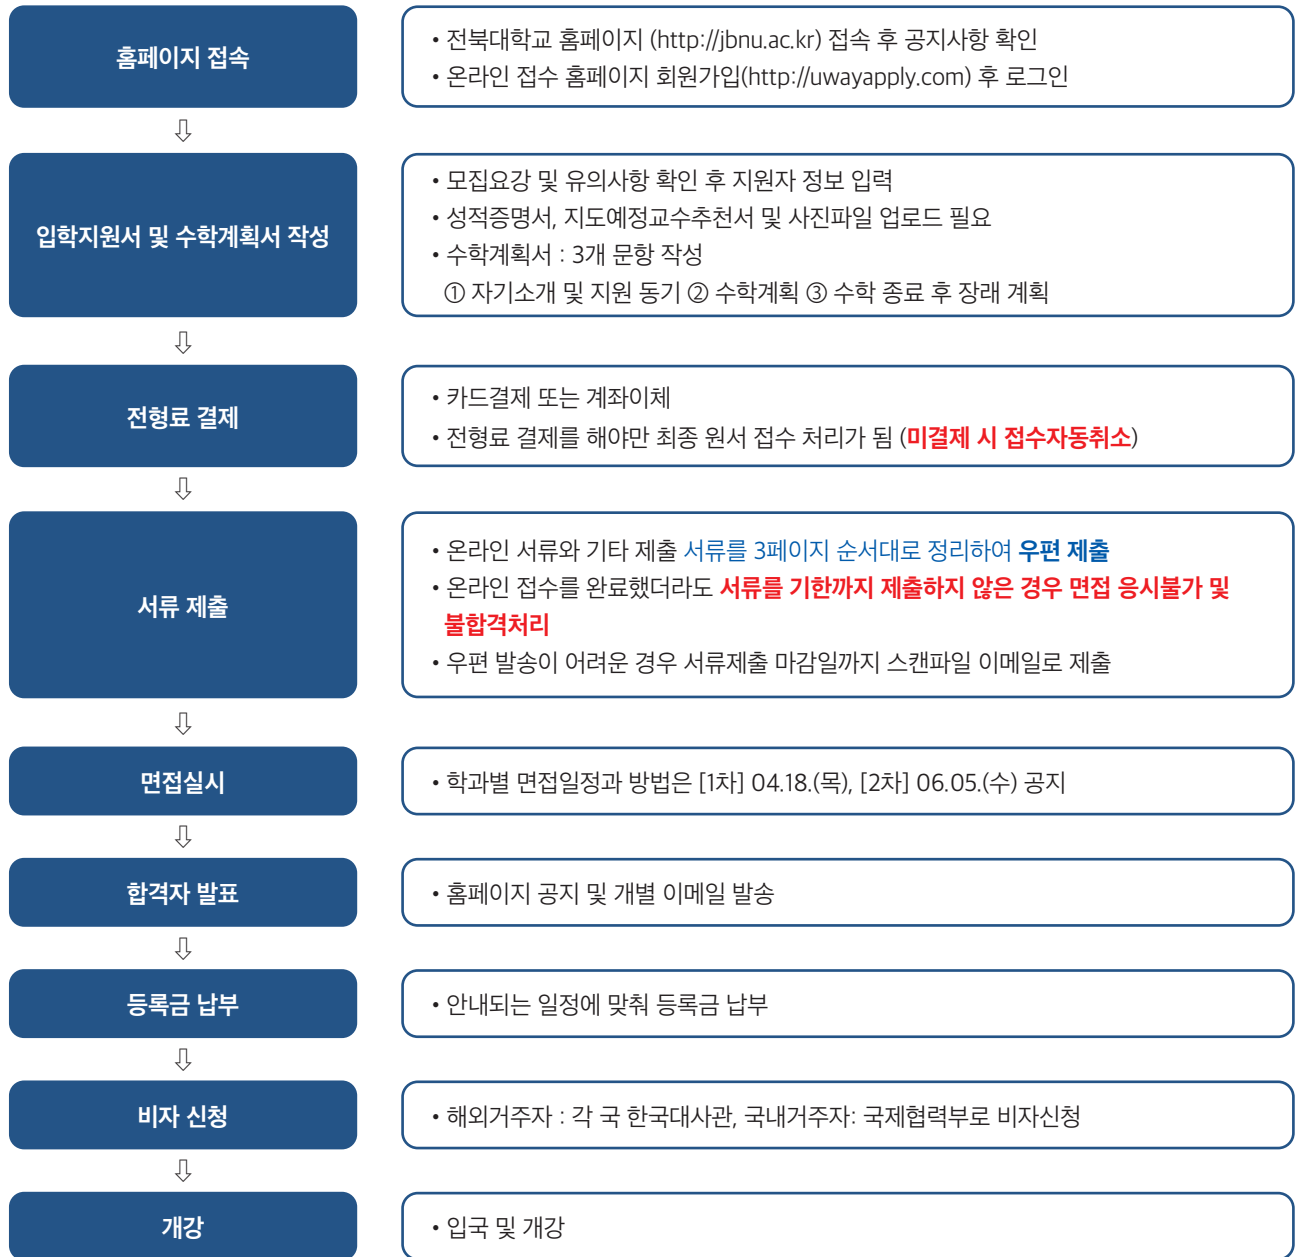 홈페이지 접속
• 전북대학교 홈페이지 (http://jbnu.ac.kr) 접속 후 공지사항 확인
• 온라인 접수 홈페이지 회원가입(http://uwayapply.com) 후 로그인
⇩
입학지원서 및 수학계획서 작성
• 모집요강 및 유의사항 확인 후 지원자 정보 입력
• 성적증명서, 지도예정교수추천서 및 사진파일 업로드 필요
• 수학계획서 : 3개 문항 작성
① 자기소개 및 지원 동기 ② 수학계획 ③ 수학 종료 후 장래 계획
⇩
전형료 결제
• 카드결제 또는 계좌이체
• 전형료 결제를 해야만 최종 원서 접수 처리가 됨 (미결제 시 접수자동취소)
⇩
서류 제출
• 온라인 서류와 기타 제출 서류를 3페이지 순서대로 정리하여 우편 제출
• 온라인 접수를 완료했더라도 서류를 기한까지 제출하지 않은 경우 면접 응시불가 및
불합격처리
• 우편 발송이 어려운 경우 서류제출 마감일까지 스캔파일 이메일로 제출
⇩
면접실시
• 학과별 면접일정과 방법은 [1차] 04.18.(목), [2차] 06.05.(수) 공지
⇩
합격자 발표
• 홈페이지 공지 및 개별 이메일 발송
⇩
등록금 납부
• 안내되는 일정에 맞춰 등록금 납부
⇩
비자 신청
• 해외거주자 : 각 국 한국대사관, 국내거주자: 국제협력부로 비자신청
⇩
개강
• 입국 및 개강